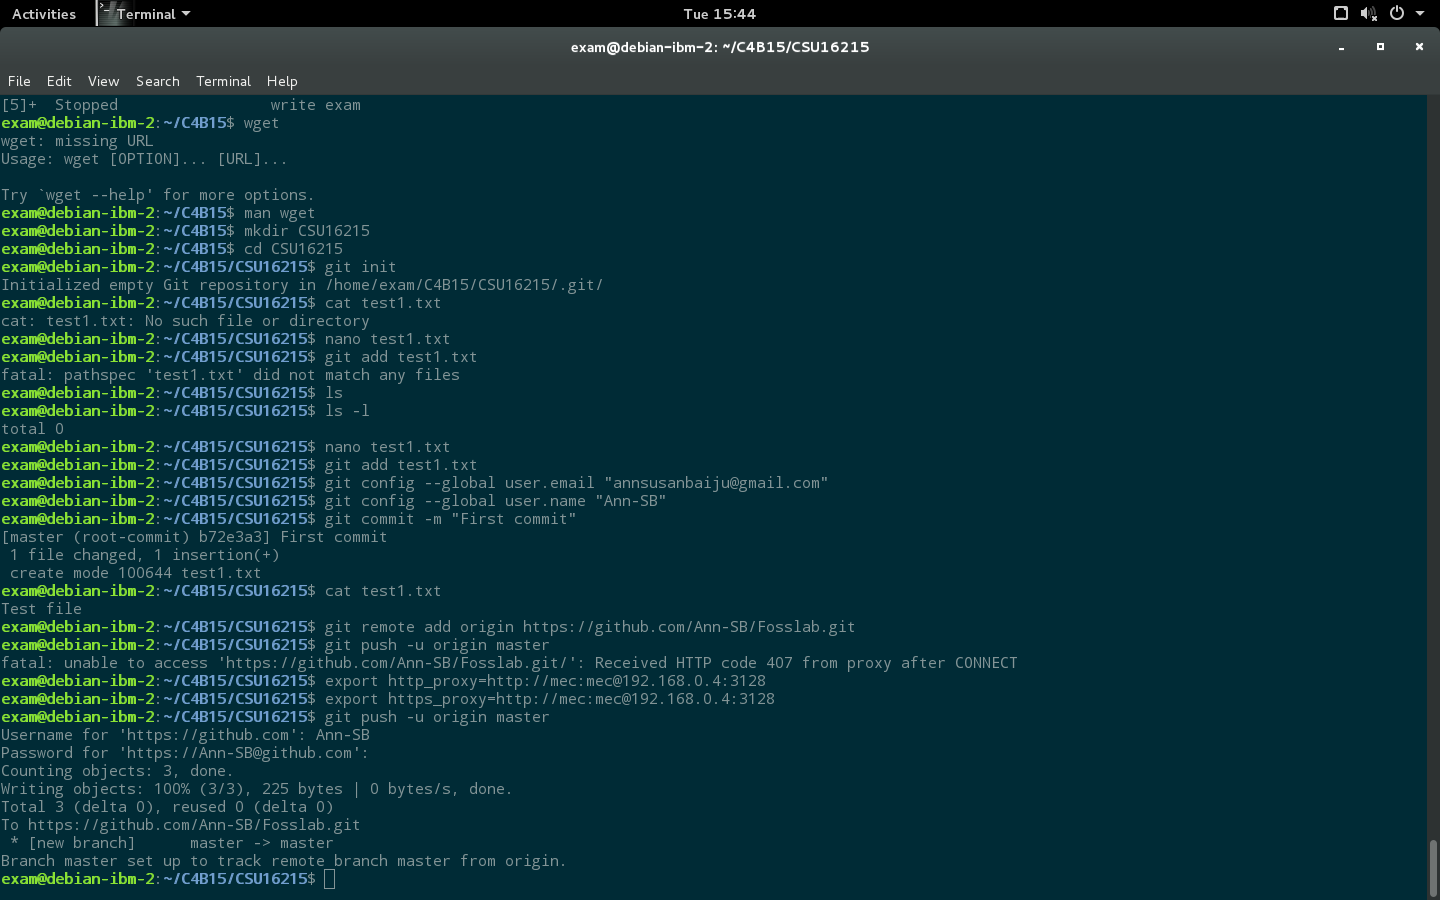 Activities
Terminal
Tue 15:44
exam@debian-ibm-2: ~/C4B15/CSU16215
File Edit View Search Terminal Help
[5]+  Stopped                 write exam
exam@debian-ibm-2:~/C4B15$ wget
wget: missing URL
Usage: wget [OPTION]... [URL]...
Try `wget --help' for more options.
exam@debian-ibm-2:~/C4B15$ man wget
exam@debian-ibm-2:~/C4B15$ mkdir CSU16215
exam@debian-ibm-2:~/C4B15$ cd CSU16215
exam@debian-ibm-2:~/C4B15/CSU16215$ git init
Initialized empty Git repository in /home/exam/C4B15/CSU16215/.git/
exam@debian-ibm-2:~/C4B15/CSU16215$ cat test1.txt
cat: test1.txt: No such file or directory
exam@debian-ibm-2:~/C4B15/CSU16215$ nano test1.txt
exam@debian-ibm-2:~/C4B15/CSU16215$ git add test1.txt
fatal: pathspec 'test1.txt' did not match any files
exam@debian-ibm-2:~/C4B15/CSU16215$ ls
exam@debian-ibm-2:~/C4B15/CSU16215$ ls -l
total 0
exam@debian-ibm-2:~/C4B15/CSU16215$ nano test1.txt
exam@debian-ibm-2:~/C4B15/CSU16215$ git add test1.txt
exam@debian-ibm-2:~/C4B15/CSU16215$ git config --global user.email "annsusanbaiju@gmail.com"
exam@debian-ibm-2:~/C4B15/CSU16215$ git config --global user.name "Ann-SB"
exam@debian-ibm-2:~/C4B15/CSU16215$ git commit -m "First commit"
[master (root-commit) b72e3a3] First commit
 1 file changed, 1 insertion(+)
 create mode 100644 test1.txt
exam@debian-ibm-2:~/C4B15/CSU16215$ cat test1.txt
Test file
exam@debian-ibm-2:~/C4B15/CSU16215$ git remote add origin https://github.com/Ann-SB/Fosslab.git
exam@debian-ibm-2:~/C4B15/CSU16215$ git push -u origin master
fatal: unable to access 'https://github.com/Ann-SB/Fosslab.git/': Received HTTP code 407 from proxy after CONNECT
exam@debian-ibm-2:~/C4B15/CSU16215$ export http_proxy=http://mec:mec@192.168.0.4:3128
exam@debian-ibm-2:~/C4B15/CSU16215$ export https_proxy=http://mec:mec@192.168.0.4:3128
exam@debian-ibm-2:~/C4B15/CSU16215$ git push -u origin master
Username for 'https://github.com': Ann-SB
Password for 'https://Ann-SB@github.com':
Counting objects: 3, done.
Writing objects: 100% (3/3), 225 bytes | 0 bytes/s, done.
Total 3 (delta 0), reused 0 (delta 0)
To https://github.com/Ann-SB/Fosslab.git
 * [new branch]      master -> master
Branch master set up to track remote branch master from origin.
exam@debian-ibm-2:~/C4B15/CSU16215$